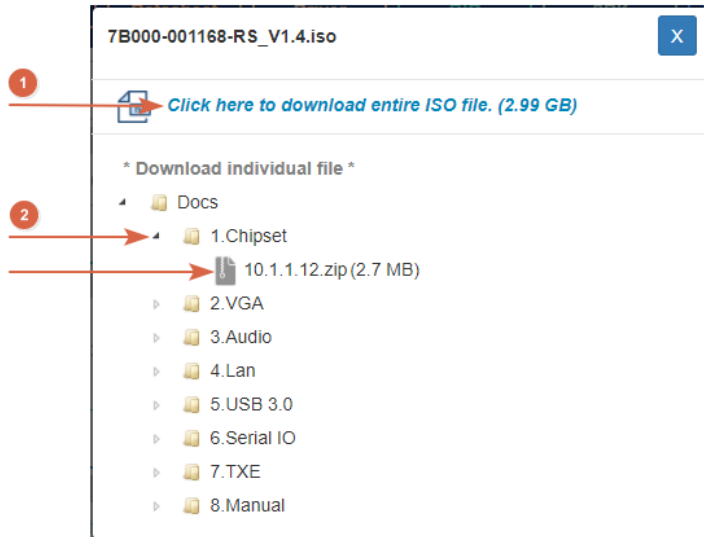 7B000-001168-RS_V1.4.iso
X
1
Click here to download entire ISO file. (2.99 GB)
* Download individual file *
Docs
2
1.Chipset
10.1.1.12.zip(2.7 MB)
2.VGA
3.Audio
4.Lan
5.USB 3.0
6.Serial IO
7.TXE
8.Manual